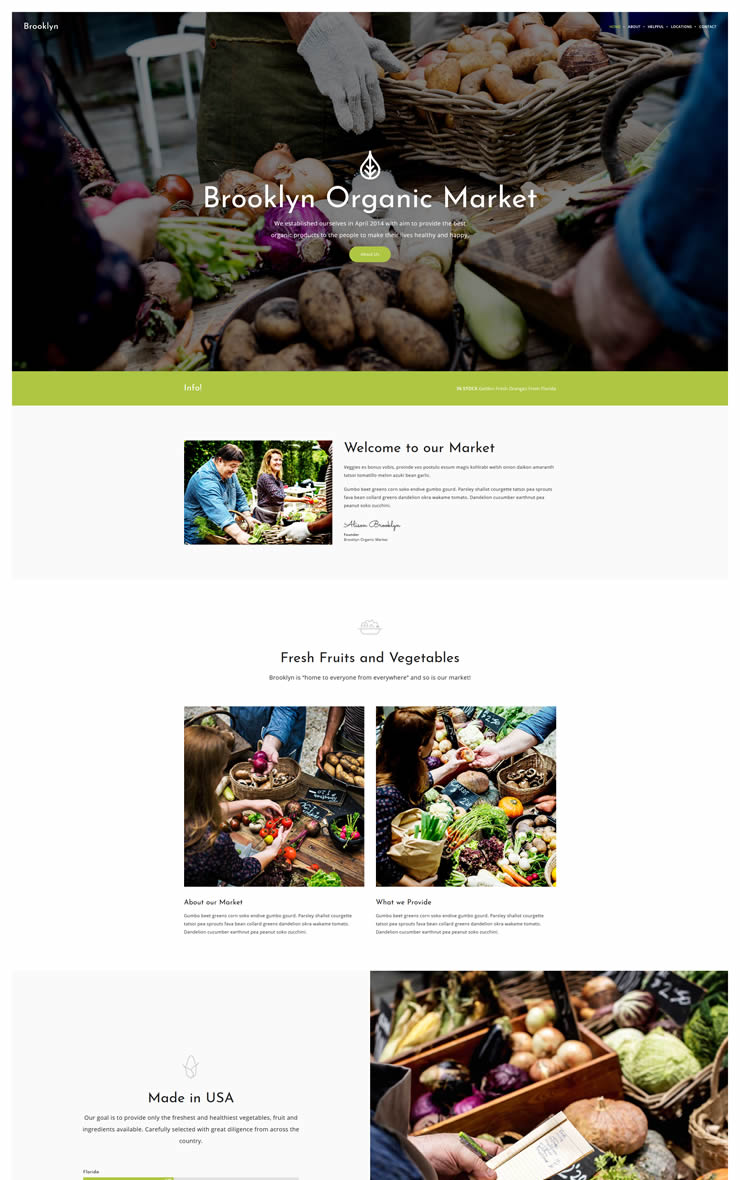 Brooklyn
HOME • ABOUT • HELPFUL • LOCATIONS • CONTACT
Brooklyn Organic Market
We established ourselves in April 2014 with aim to provide the best
organic products to the people to make their lives healthy and happy.
About Us
Info!
IN STOCK Golden Fresh Oranges From Florida
Welcome to our Market
Veggies es bonus vobis, proinde vos postulo essum magis kohlrabi welsh onion daikon amaranth
tatsoi tomatillo melon azuki bean garlic.
Gumbo beet greens corn soko endive gumbo gourd. Parsley shallot courgette tatsoi pea sprouts
fava bean collard greens dandelion okra wakame tomato. Dandelion cucumber earthnut pea
peanut soko zucchini.
Alison Brooklyn
Founder
Brooklyn Organic Market
Fresh Fruits and Vegetables
Brooklyn is "home to everyone from everywhere" and so is our market!
About our Market
Gumbo beet greens corn soko endive gumbo gourd. Parsley shallot courgette
tatsoi pea sprouts fava bean collard greens dandelion okra wakame tomato.
Dandelion cucumber earthnut pea peanut soko zucchini.
What we Provide
Gumbo beet greens corn soko endive gumbo gourd. Parsley shallot courgette
tatsoi pea sprouts fava bean collard greens dandelion okra wakame tomato.
Dandelion cucumber earthnut pea peanut soko zucchini.
Made in USA
Our goal is to provide only the freshest and healthiest vegetables, fruit and
ingredients available. Carefully selected with great diligence from across the
country.
Florida